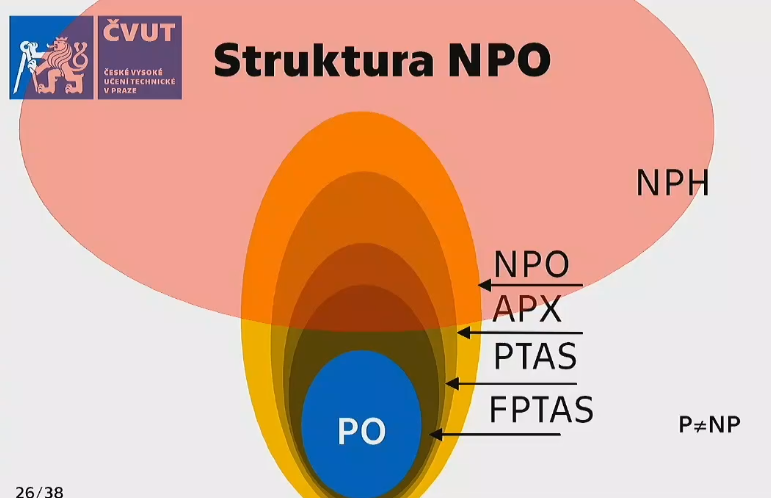 ČVUT
ČESKÉ VYSOKÉ
UČENÍ TECHNICKÉ
V PRAZE
Struktura NPO
NPH
NPO
APX
PTAS
FPTAS
PO
P≠NP
26/38